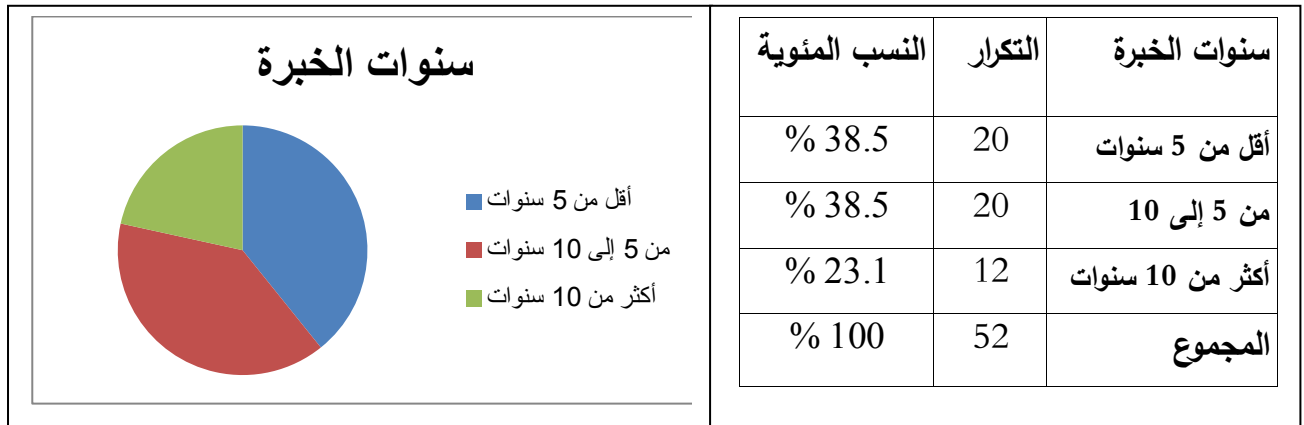 سنوات الخبرة التكرار النسب المئوية
أقل من 5 سنوات 20 38.5 %
من 5 إلى 10 20 38.5 %
أكثر من 10 سنوات 12 23.1 %
المجموع 52 100 %
سنوات الخبرة
أقل من 5 سنوات
من 5 إلى 10 سنوات
أكثر من 10 سنوات